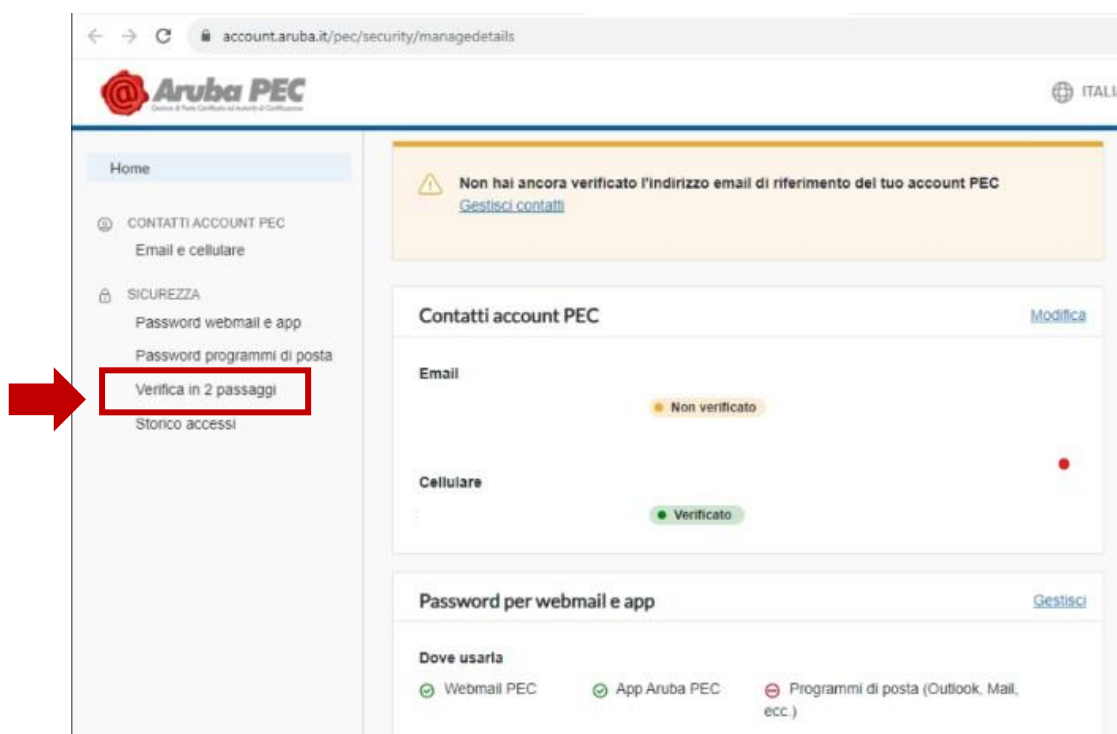 account.aruba.it/pec/security/managedetails
Aruba PEC
ITALI
Home
CONTATTI ACCOUNT PEC
Email e cellulare
SICUREZZA
Password webmail e app
Password programmi di posta
Verifica in 2 passaggi
Storico accessi
Non hai ancora verificato l'indirizzo email di riferimento del tuo account PEC
Gestisci contatti
Contatti account PEC
Modifica
Email
Non verificato
Cellulare
Verificato
Password per webmail e app
Gestisci
Dove usarla
Webmail PEC
App Aruba PEC
Programmi di posta (Outlook, Mail,
ecc.)